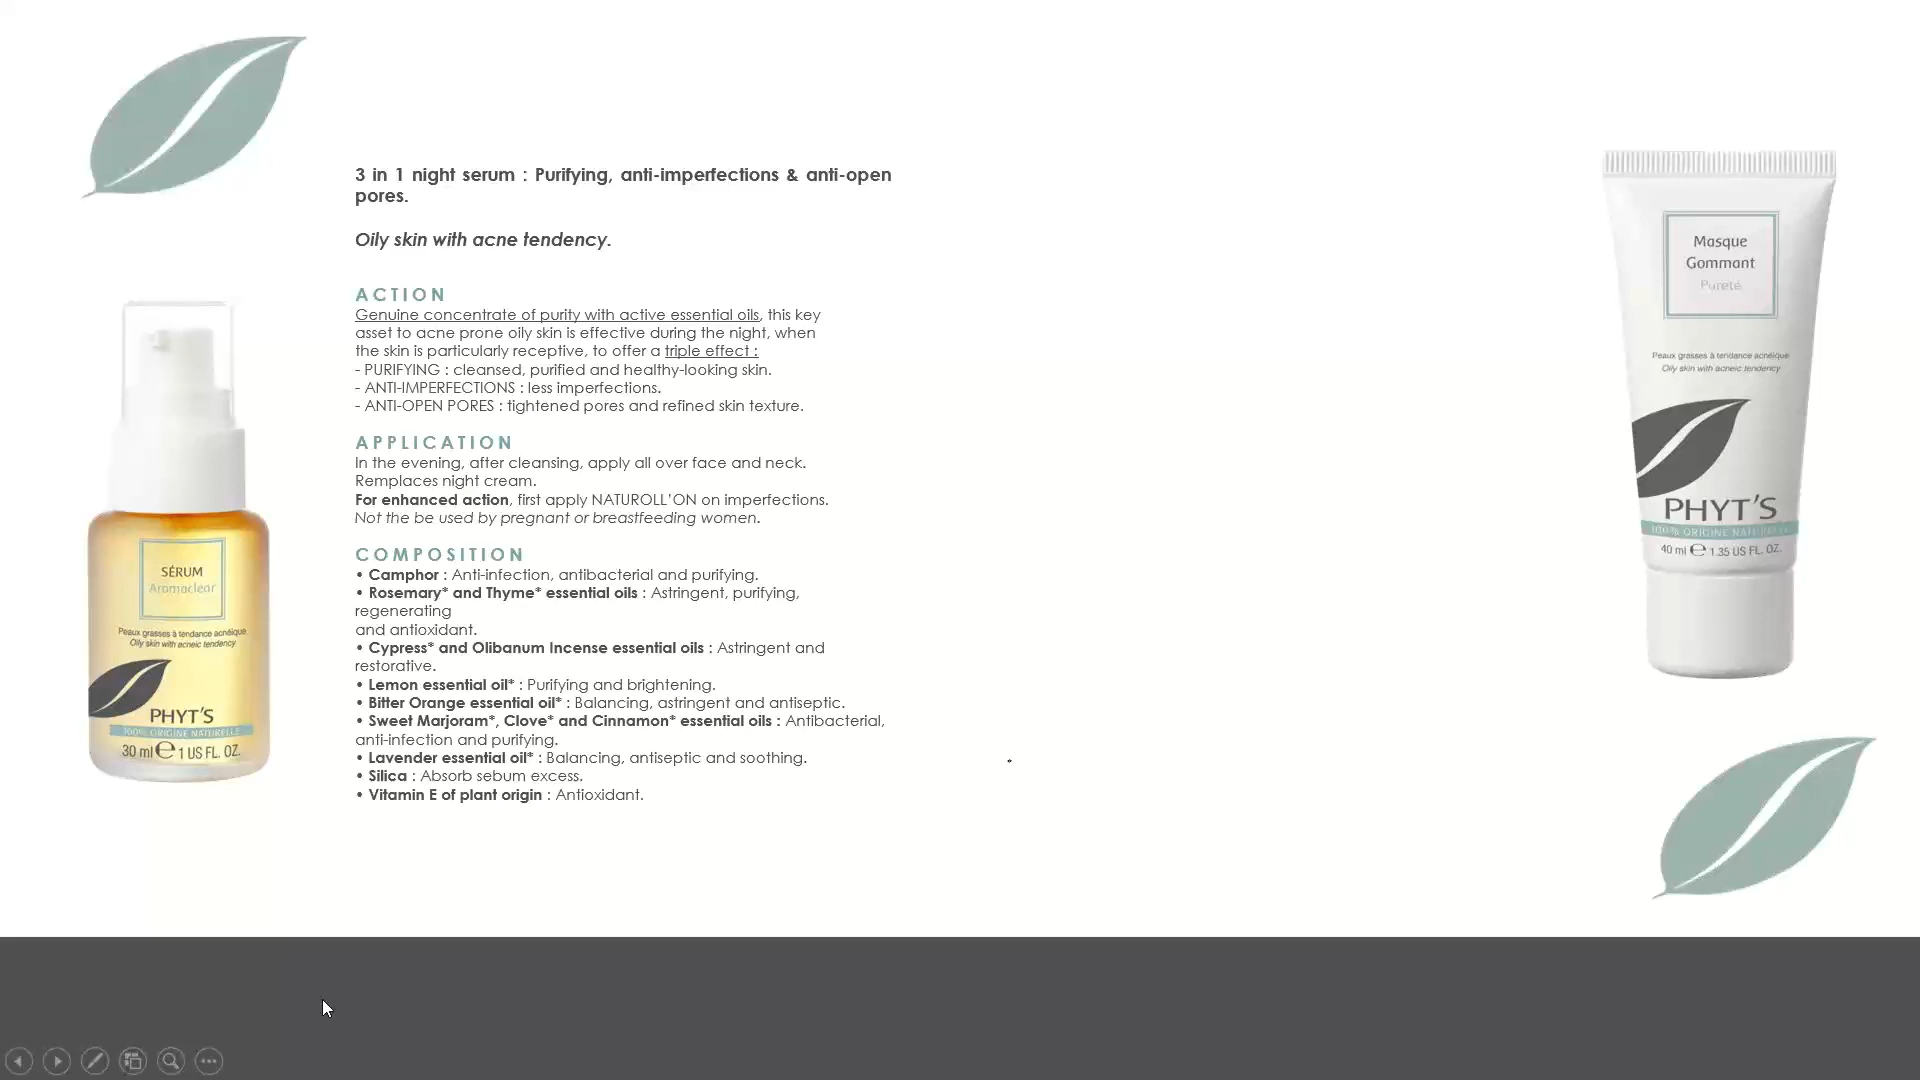 3 in 1 night serum : Purifying, anti-imperfections & anti-open
pores.
Oily skin with acne tendency.
ACTION
Genuine concentrate of purity with active essential oils, this key
asset to acne prone oily skin is effective during the night, when
the skin is particularly receptive, to offer a triple effect :
- PURIFYING : cleansed, purified and healthy-looking skin.
- ANTI-IMPERFECTIONS : less imperfections.
- ANTI-OPEN PORES : tightened pores and refined skin texture.
APPLICATION
In the evening, after cleansing, apply all over face and neck.
Remplaces night cream.
For enhanced action, first apply NATUROLL'ON on imperfections.
Not the be used by pregnant or breastfeeding women.
COMPOSITION
• Camphor : Anti-infection, antibacterial and purifying.
• Rosemary* and Thyme* essential oils : Astringent, purifying,
regenerating
and antioxidant.
• Cypress* and Olibanum Incense essential oils : Astringent and
restorative.
• Lemon essential oil* : Purifying and brightening.
• Bitter Orange essential oil* : Balancing, astringent and antiseptic.
• Sweet Marjoram*, Clove* and Cinnamon* essential oils : Antibacterial,
anti-infection and purifying.
• Lavender essential oil* : Balancing, antiseptic and soothing.
• Silica : Absorb sebum excess.
• Vitamin E of plant origin : Antioxidant.
SÉRUM
Aromaclear
Peaux grasses à tendance acnéique
Oily skin with acneic tendency
PHYT'S
100% ORIGINE NATURELLE
30 ml e 1 US FL. OZ.
Masque
Gommant
Pureté
Peaux grasses à tendance acnéique
Oily skin with acneic tendency
PHYT'S
100% ORIGINE NATURELLE
40 ml e 1.35 US FL. OZ.